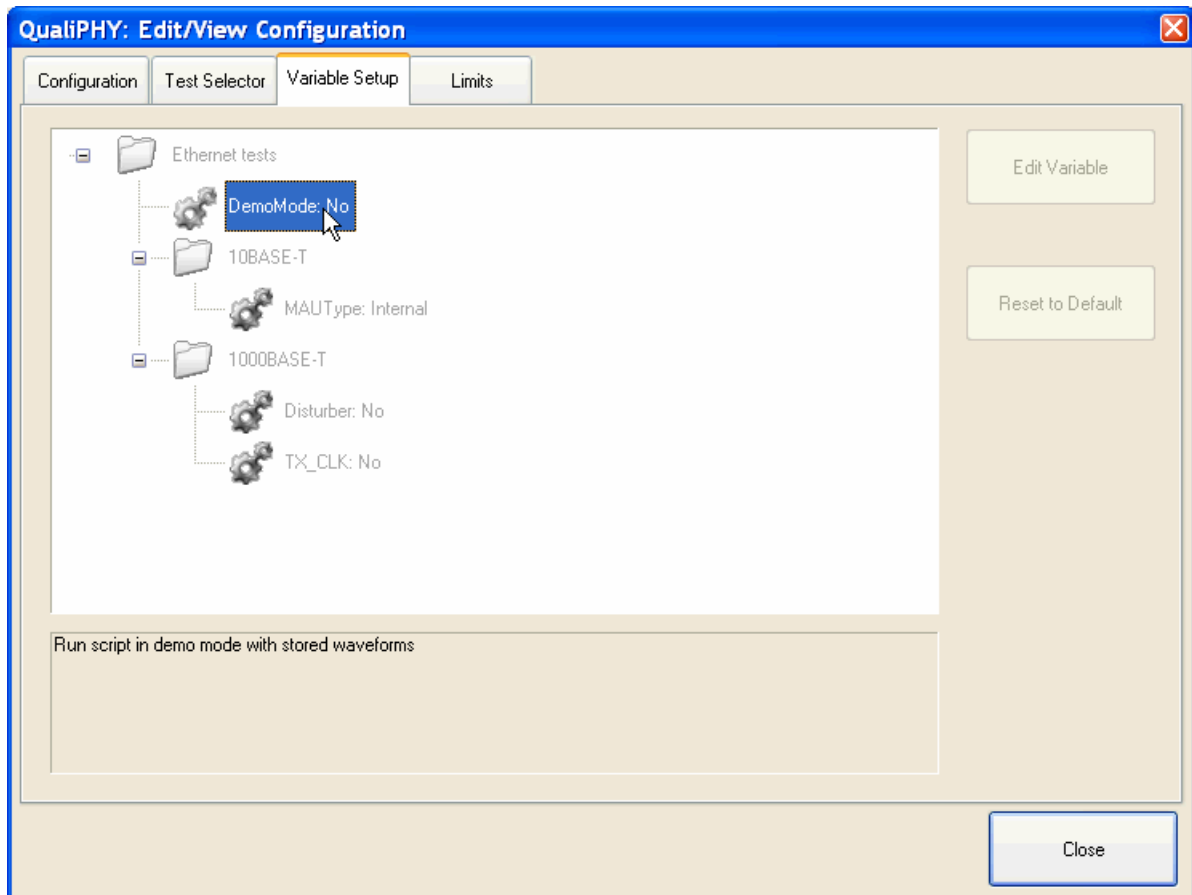 QualiPHY: Edit/View Configuration
Configuration
Test Selector
Variable Setup
Limits
Ethernet tests
Edit Variable
DemoMode: No
10BASE-T
MAUType: Internal
Reset to Default
1000BASE-T
Disturber: No
TX_CLK: No
Run script in demo mode with stored waveforms
Close